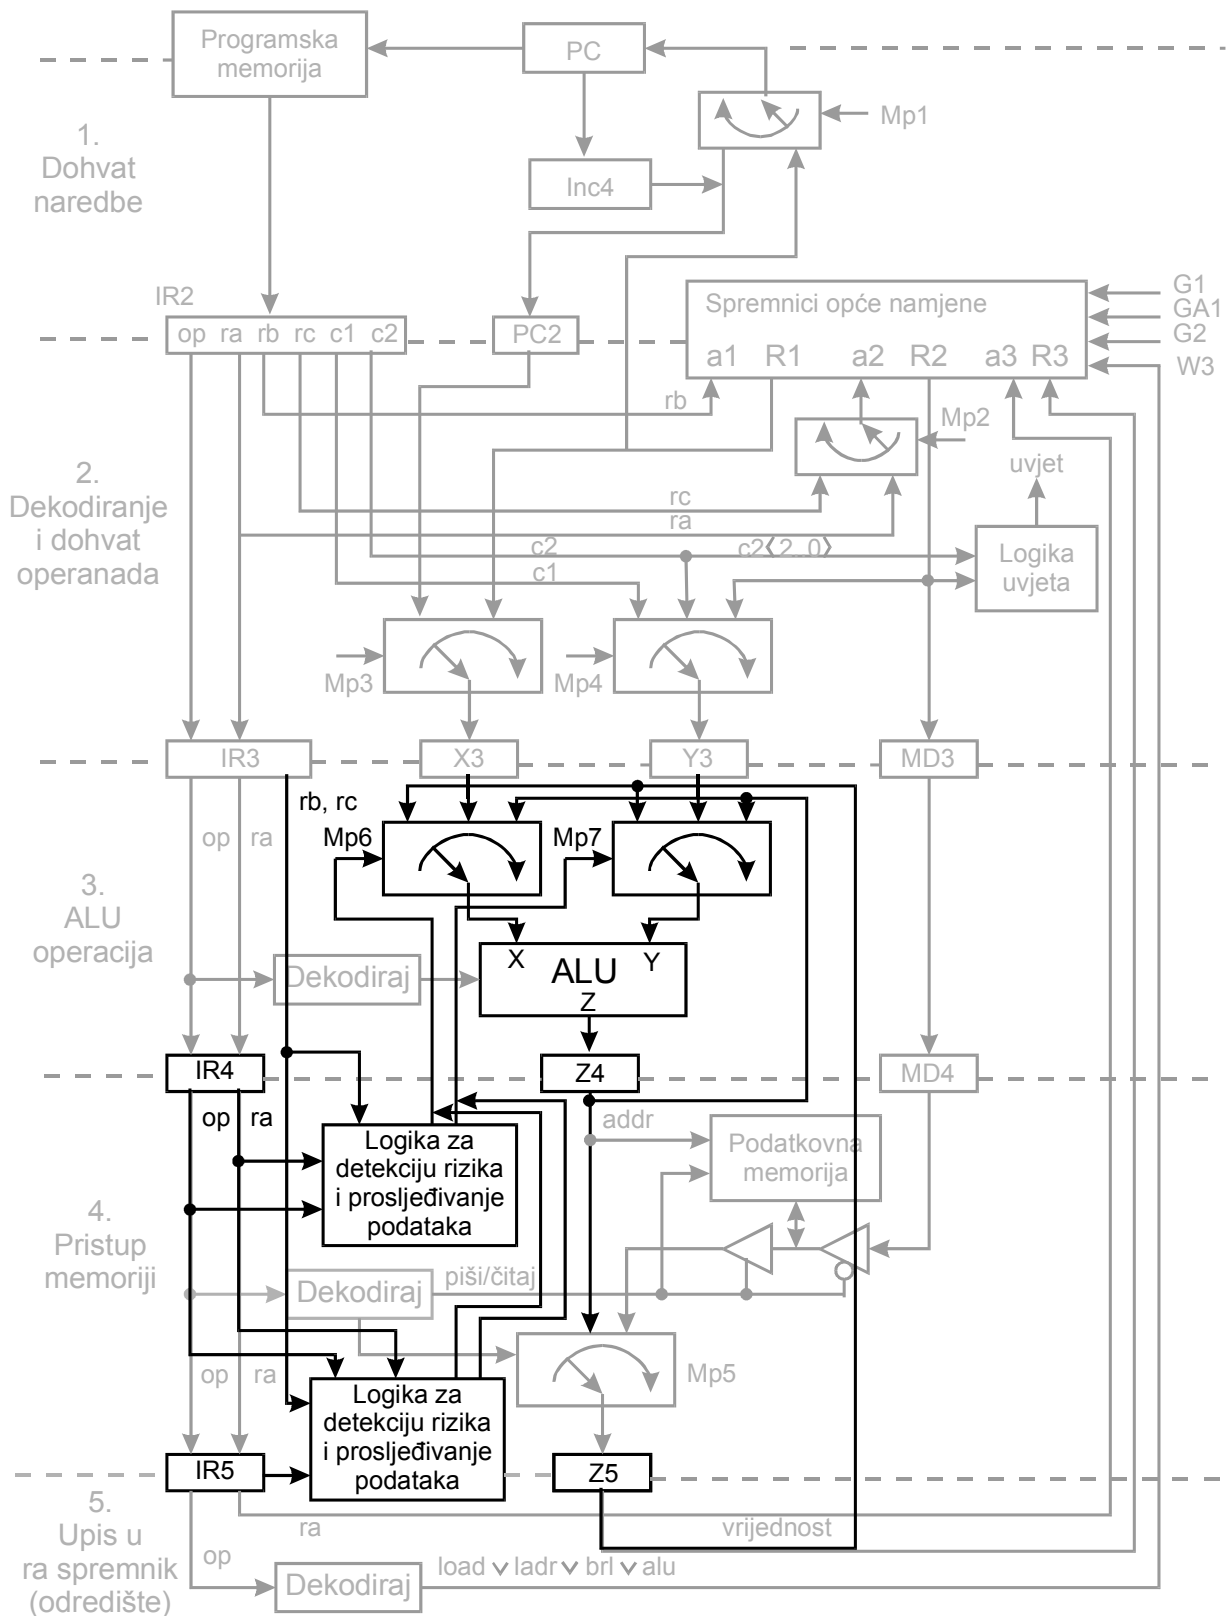 Programska
memorija
PC
Mp1
1.
Dohvat
naredbe
Inc4
IR2
op ra rb rc c1 c2
PC2
Spremnici opće namjene
a1 R1 a2 R2 a3 R3
G1
GA1
G2
W3
rb
Mp2
uvjet
2.
Dekodiranje
i dohvat
operanada
rc
ra
c2
c2⟨2..0⟩
c1
Logika
uvjeta
Mp3
Mp4
IR3
X3
Y3
MD3
rb, rc
op ra
Mp6
Mp7
3.
ALU
operacija
Dekodiraj
X
Y
ALU
Z
IR4
Z4
MD4
op ra
addr
Logika za
detekciju rizika
i prosljeđivanje
podataka
Podatkovna
memorija
4.
Pristup
memoriji
Dekodiraj
piši/čitaj
op ra
Mp5
Logika za
detekciju rizika
i prosljeđivanje
podataka
IR5
Z5
5.
Upis u
ra spremnik
(odredište)
ra
vrijednost
op
Dekodiraj
load ∨ ladr ∨ brl ∨ alu